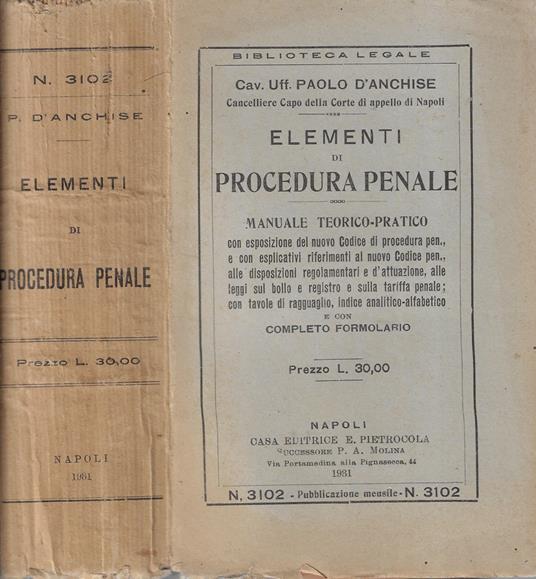 N. 3102
P. D'ANCHISE
ELEMENTI
DI
PROCEDURA PENALE
Prezzo L. 30,00
NAPOLI
1931
BIBLIOTECA LEGALE
Cav. Uff. PAOLO D'ANCHISE
Cancelliere Capo della Corte di appello di Napoli
ELEMENTI
DI
PROCEDURA PENALE
MANUALE TEORICO-PRATICO
con esposizione del nuovo Codice di procedura pen.,
e con esplicativi riferimenti al nuovo Codice pen.,
alle disposizioni regolamentari e d'attuazione, alle
leggi sul bollo e registro e sulla tariffa penale;
con tavole di ragguaglio, indice analitico-alfabetico
E CON
COMPLETO FORMOLARIO
Prezzo L. 30,00
NAPOLI
CASA EDITRICE E. PIETROCOLA
SUCCESSORE P. A. MOLINA
Via Portamedina alla Pignasecca, 44
1931
N. 3102 - Pubblicazione mensile - N. 3102